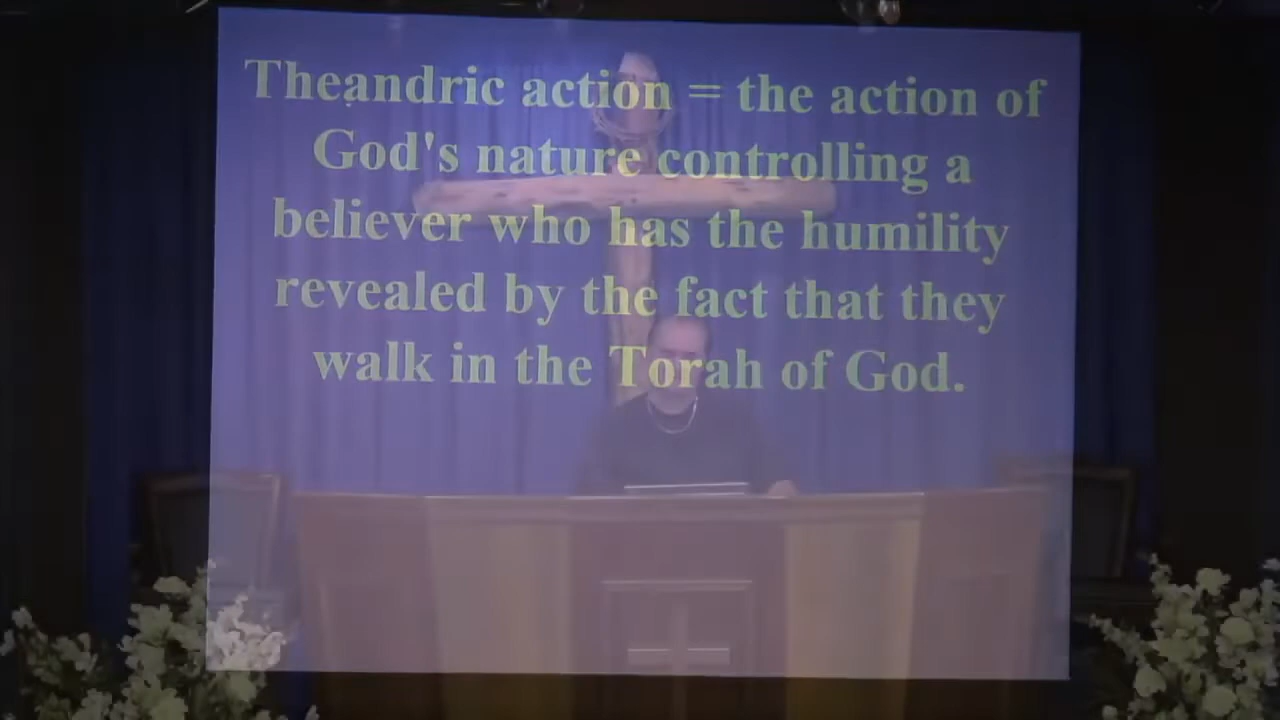 Theandric action = the action of
God's nature controlling a
believer who has the humility
revealed by the fact that they
walk in the Torah of God.